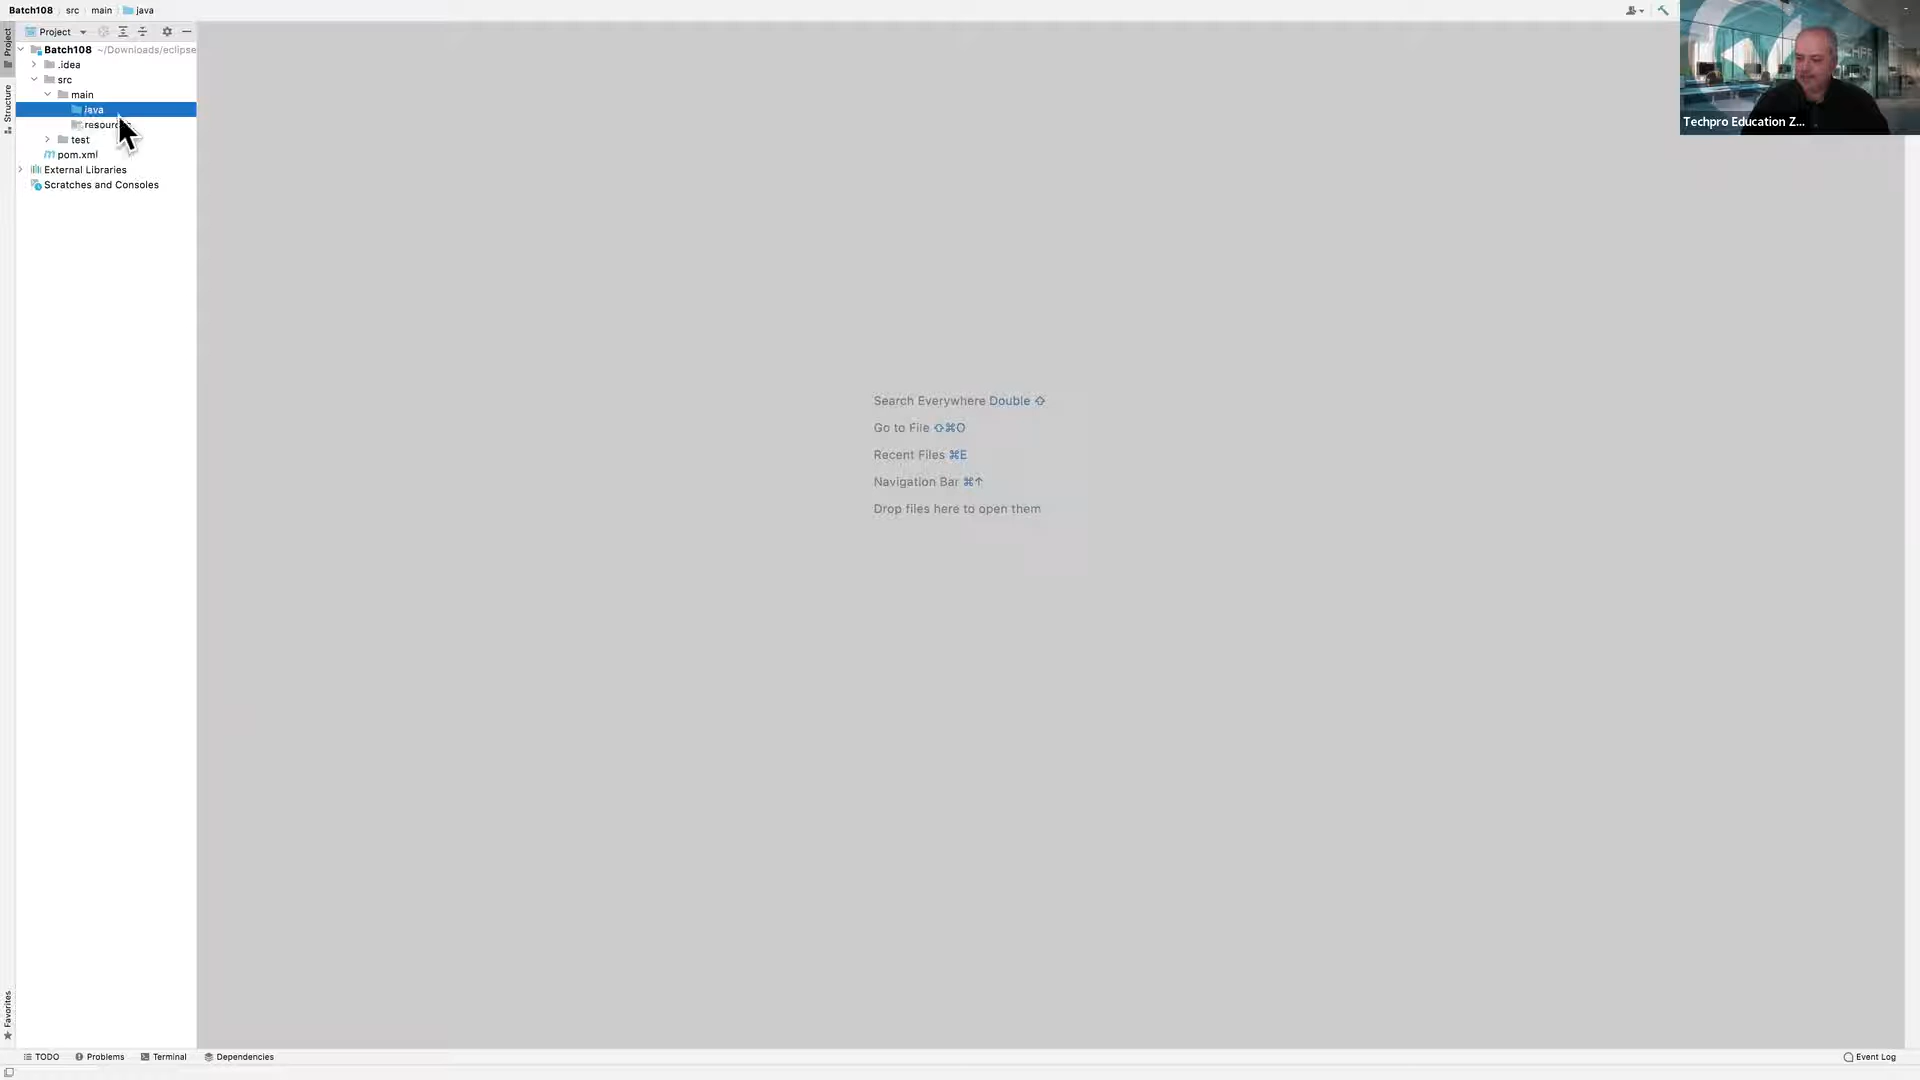 Batch108 src main java
Project
Project
Batch108 ~/Downloads/eclipse
.idea
src
main
java
test
pom.xml
External Libraries
Scratches and Consoles
Structure
Favorites
Search Everywhere Double ⇧
Go to File ⇧⌘O
Recent Files ⌘E
Navigation Bar ⌘↑
Drop files here to open them
Techpro Education Z...
TODO Problems Terminal Dependencies
Event Log